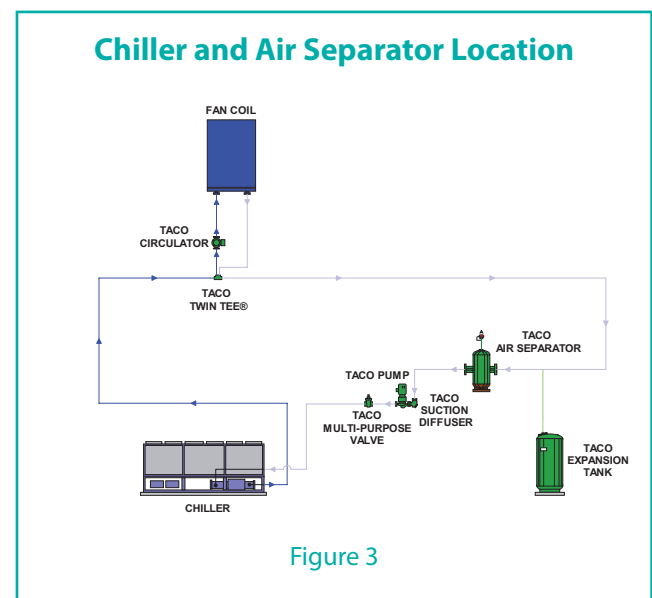 Chiller and Air Separator Location
FAN COIL
TACO
CIRCULATOR
TACO
TWIN TEE®
TACO
AIR SEPARATOR
TACO PUMP
TACO
SUCTION
DIFFUSER
TACO
MULTI-PURPOSE
VALVE
TACO
EXPANSION
TANK
CHILLER
Figure 3